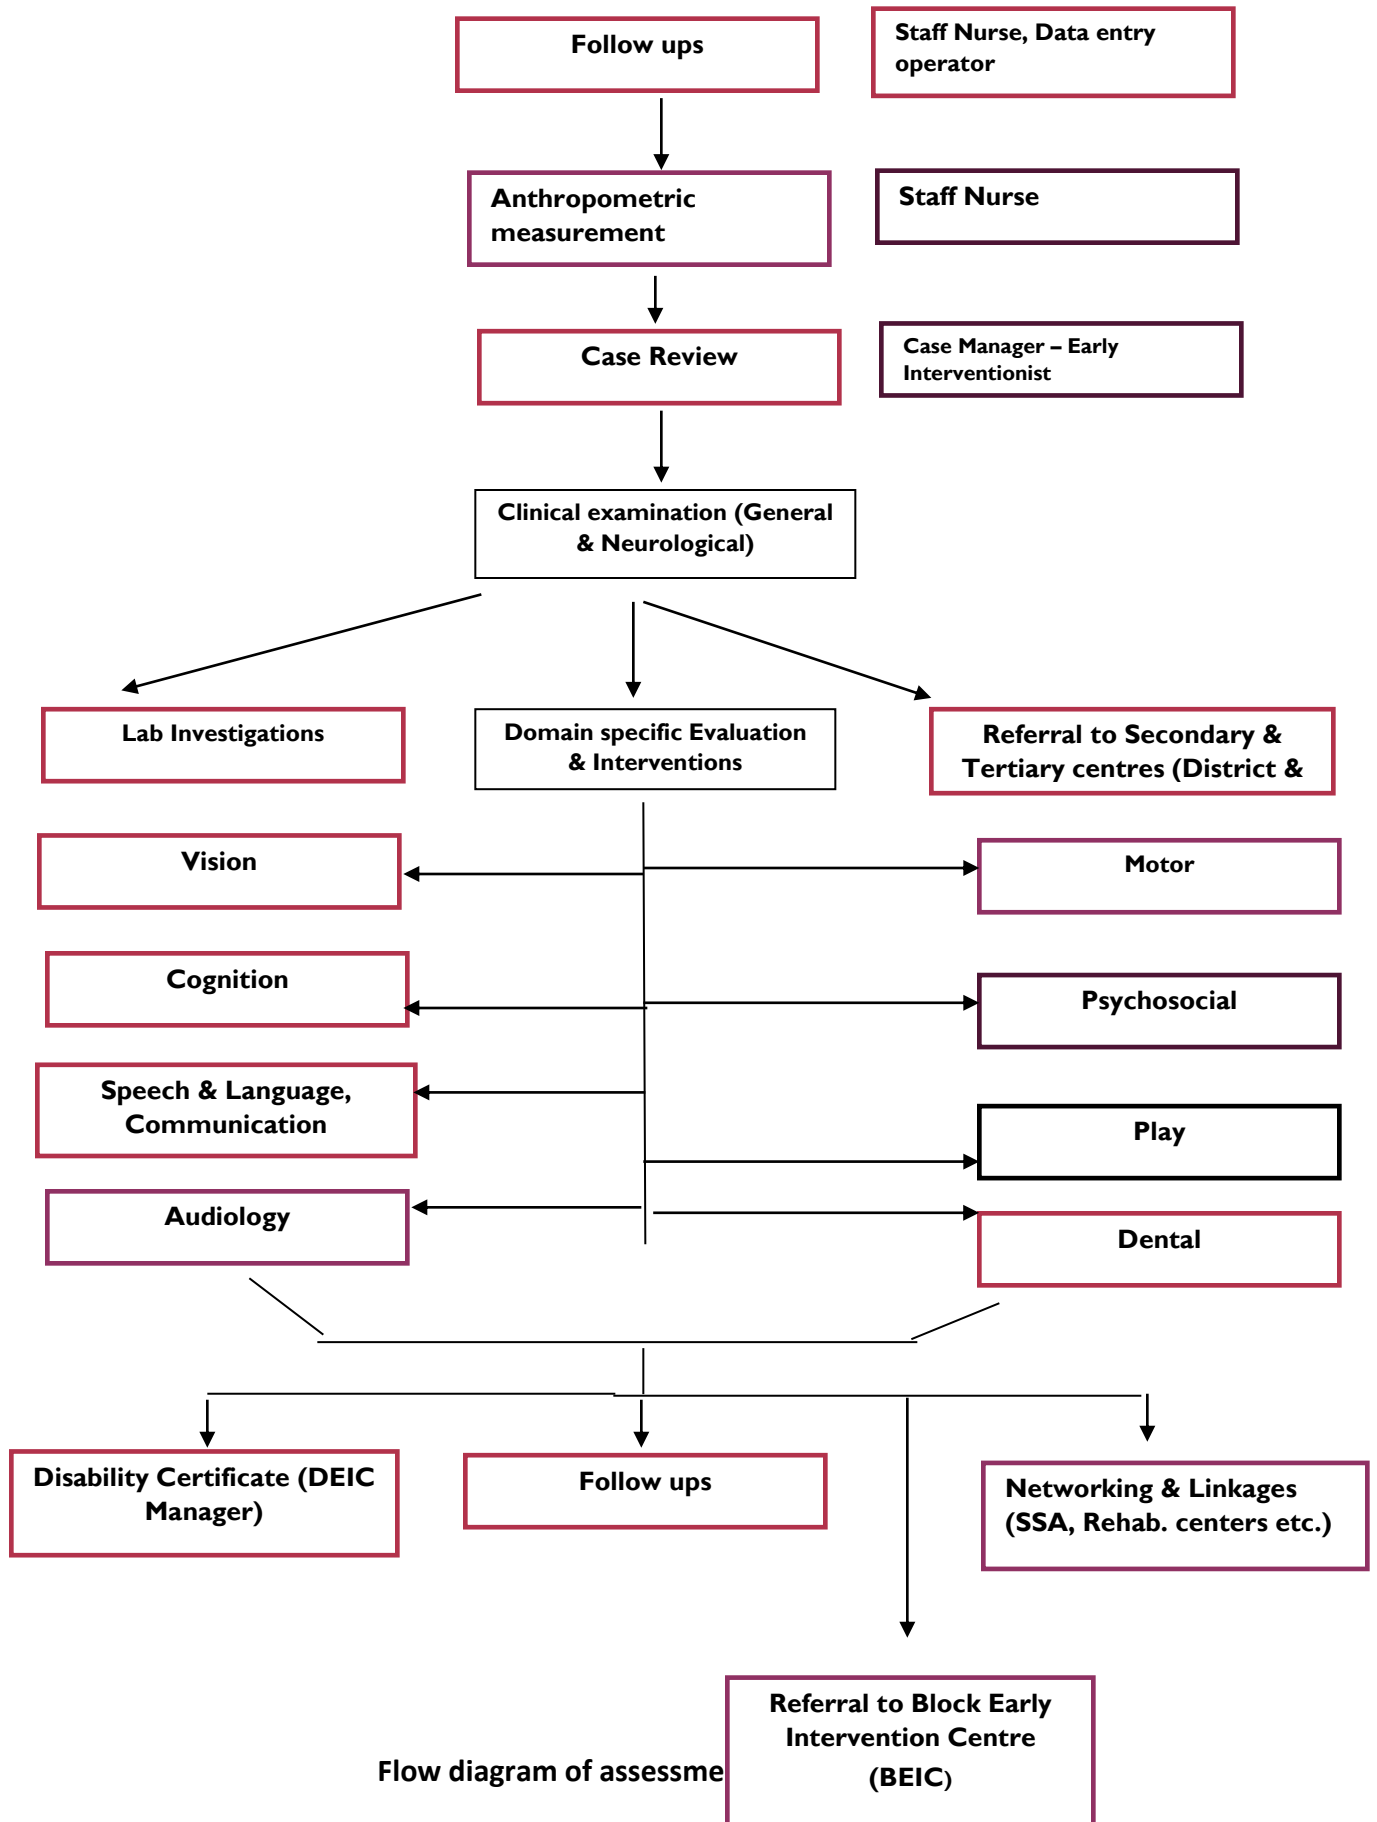 Follow ups
Staff Nurse, Data entry
operator
Anthropometric
measurement
Staff Nurse
Case Review
Case Manager – Early
Interventionist
Clinical examination (General
& Neurological)
Lab Investigations
Domain specific Evaluation
& Interventions
Referral to Secondary &
Tertiary centres (District &
Vision
Motor
Cognition
Psychosocial
Speech & Language,
Communication
Play
Audiology
Dental
Disability Certificate (DEIC
Manager)
Follow ups
Networking & Linkages
(SSA, Rehab. centers etc.)
Referral to Block Early
Intervention Centre
(BEIC)
Flow diagram of assessme